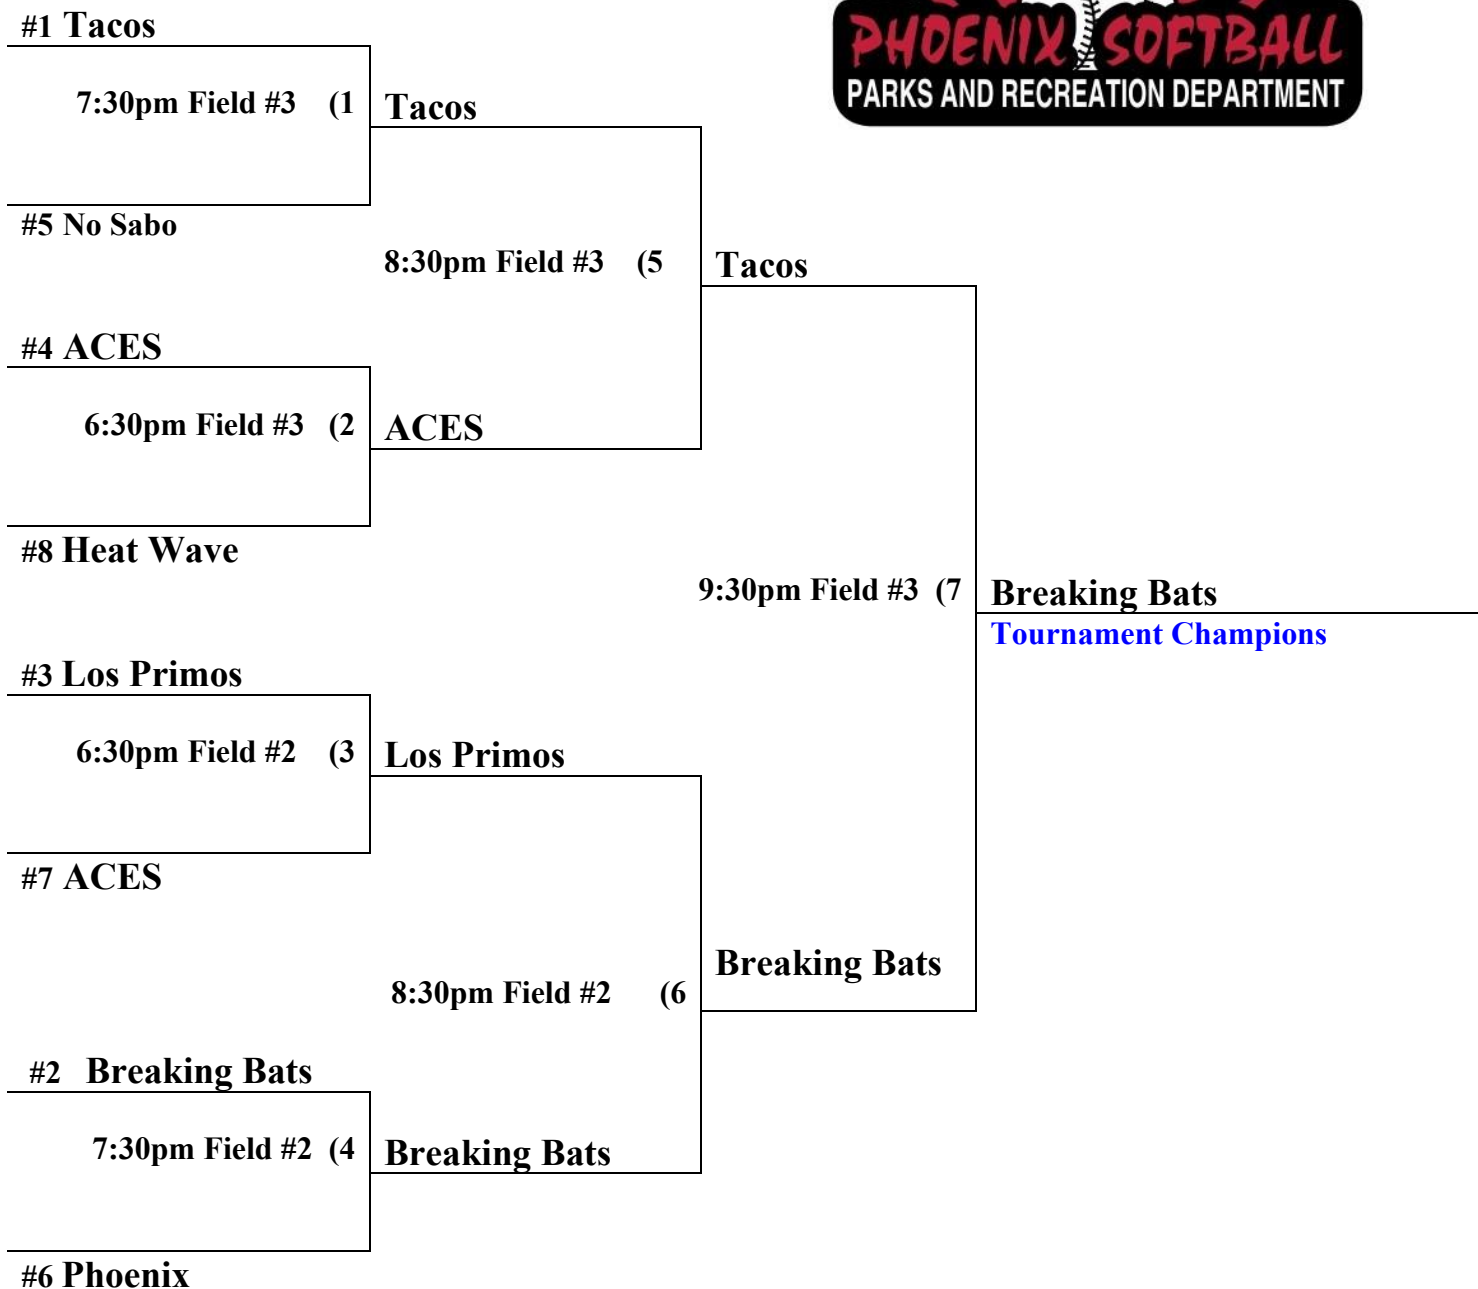 #1 Tacos
PHOENIX SOFTBALL
PARKS AND RECREATION DEPARTMENT
7:30pm Field #3 (1
Tacos
#5 No Sabo
8:30pm Field #3 (5
Tacos
#4 ACES
6:30pm Field #3 (2
ACES
#8 Heat Wave
9:30pm Field #3 (7
Breaking Bats
Tournament Champions
#3 Los Primos
6:30pm Field #2 (3
Los Primos
#7 ACES
Breaking Bats
8:30pm Field #2 (6
#2 Breaking Bats
7:30pm Field #2 (4
Breaking Bats
#6 Phoenix